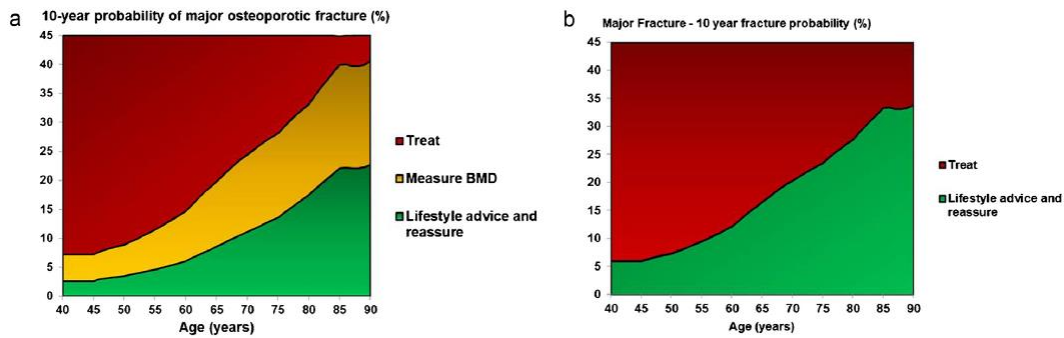 a
10-year probability of major osteoporotic fracture (%)
45
40
35
30
25
20
15
10
5
0
40 45 50 55 60 65 70 75 80 85 90
Age (years)
Treat
Measure BMD
Lifestyle advice and
reassure
b
Major Fracture - 10 year fracture probability (%)
45
40
35
30
25
20
15
10
5
0
40 45 50 55 60 65 70 75 80 85 90
Age (years)
Treat
Lifestyle advice and
reassure